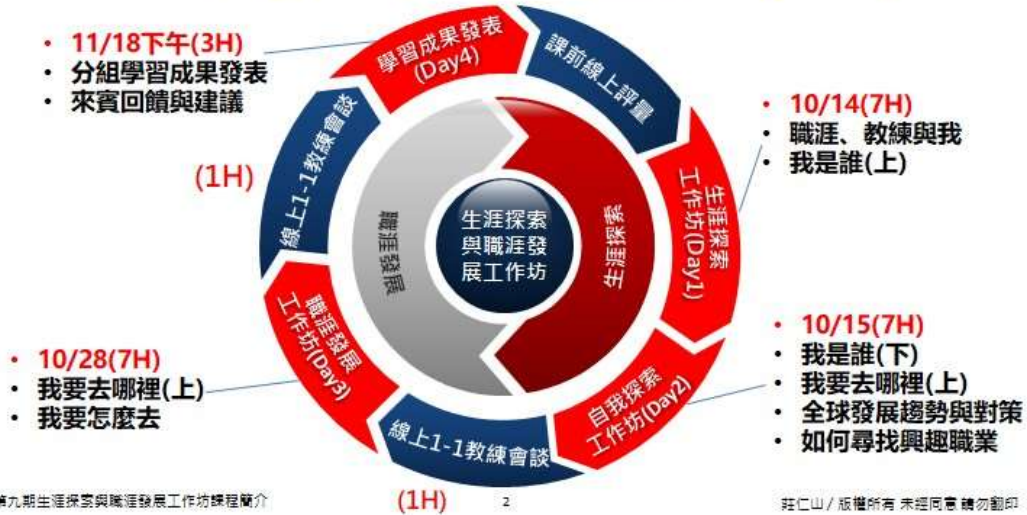 • 11/18下午(3H)
• 分組學習成果發表
• 來賓回饋與建議
學習成果發表
(Day4)
課前線上評量
• 10/14(7H)
• 職涯、教練與我
• 我是誰(上)
生涯探索
工作坊(Day1)
• 10/15(7H)
• 我是誰(下)
• 我要去哪裡(上)
• 全球發展趨勢與對策
• 如何尋找興趣職業
自我探索
工作坊(Day2)
線上1-1教練會談
(1H)
• 10/28(7H)
• 我要去哪裡(上)
• 我要怎麼去
職涯發展
工作坊(Day3)
線上1-1教練會談
(1H)
職涯發展
生涯探索
生涯探索
與職涯發
展工作坊
第九期生涯探索與職涯發展工作坊課程簡介
2
莊仁山 / 版權所有 未經同意 請勿翻印